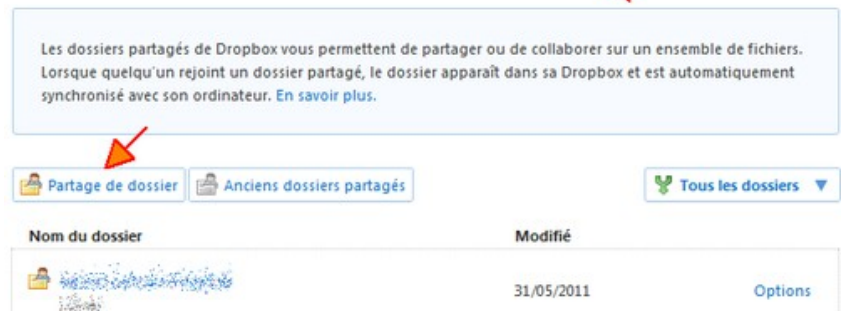 Les dossiers partagés de Dropbox vous permettent de partager ou de collaborer sur un ensemble de fichiers.
Lorsque quelqu'un rejoint un dossier partagé, le dossier apparaît dans sa Dropbox et est automatiquement
synchronisé avec son ordinateur. En savoir plus.
Partage de dossier Anciens dossiers partagés Tous les dossiers
Nom du dossier Modifié
31/05/2011 Options